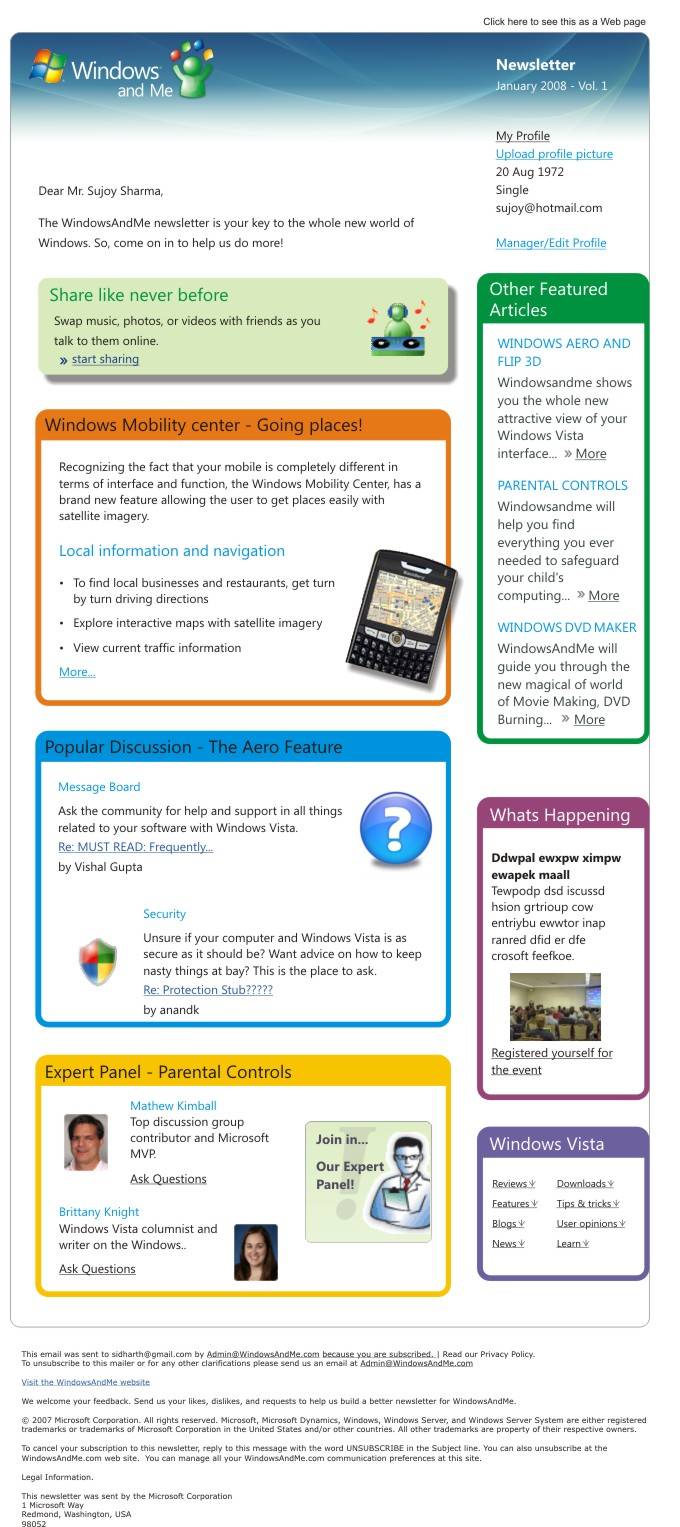 Click here to see this as a Web page
Windows
and Me
Newsletter
January 2008 - Vol. 1
My Profile
Upload profile picture
20 Aug 1972
Single
sujoy@hotmail.com
Manager/Edit Profile
Dear Mr. Sujoy Sharma,
The WindowsAndMe newsletter is your key to the whole new world of
Windows. So, come on in to help us do more!
Share like never before
Swap music, photos, or videos with friends as you
talk to them online.
» start sharing
Windows Mobility center - Going places!
Recognizing the fact that your mobile is completely different in
terms of interface and function, the Windows Mobility Center, has a
brand new feature allowing the user to get places easily with
satellite imagery.
Local information and navigation
• To find local businesses and restaurants, get turn
by turn driving directions
• Explore interactive maps with satellite imagery
• View current traffic information
More...
Popular Discussion - The Aero Feature
Message Board
Ask the community for help and support in all things
related to your software with Windows Vista.
Re: MUST READ: Frequently...
by Vishal Gupta
Security
Unsure if your computer and Windows Vista is as
secure as it should be? Want advice on how to keep
nasty things at bay? This is the place to ask.
Re: Protection Stub?????
by anandk
Expert Panel - Parental Controls
Mathew Kimball
Top discussion group
contributor and Microsoft
MVP.
Ask Questions
Brittany Knight
Windows Vista columnist and
writer on the Windows..
Ask Questions
Join in...
Our Expert
Panel!
Other Featured
Articles
WINDOWS AERO AND
FLIP 3D
Windowsandme shows
you the whole new
attractive view of your
Windows Vista
interface... » More
PARENTAL CONTROLS
Windowsandme will
help you find
everything you ever
needed to safeguard
your child's
computing... » More
WINDOWS DVD MAKER
WindowsAndMe will
guide you through the
new magical of world
of Movie Making, DVD
Burning... » More
Whats Happening
Ddwpal ewxpw ximpw
ewapek maall
Tewpodp dsd iscussd
hsion grtrioup cow
entriybu ewwtor inap
ranred dfid er dfe
crosoft feefkoe.
Registered yourself for
the event
Windows Vista
Reviews Downloads
Features Tips & tricks
Blogs User opinions
News Learn
This email was sent to sidharth@gmail.com by Admin@WindowsAndMe.com because you are subscribed. | Read our Privacy Policy.
To unsubscribe to this mailer or for any other clarifications please send us an email at Admin@WindowsAndMe.com
Visit the WindowsAndMe website
We welcome your feedback. Send us your likes, dislikes, and requests to help us build a better newsletter for WindowsAndMe.
© 2007 Microsoft Corporation. All rights reserved. Microsoft, Microsoft Dynamics, Windows, Windows Server, and Windows Server System are either registered
trademarks or trademarks of Microsoft Corporation in the United States and/or other countries. All other trademarks are property of their respective owners.
To cancel your subscription to this newsletter, reply to this message with the word UNSUBSCRIBE in the Subject line. You can also unsubscribe at the
WindowsAndMe.com web site. You can manage all your WindowsAndMe.com communication preferences at this site.
Legal Information.
This newsletter was sent by the Microsoft Corporation
1 Microsoft Way
Redmond, Washington, USA
98052